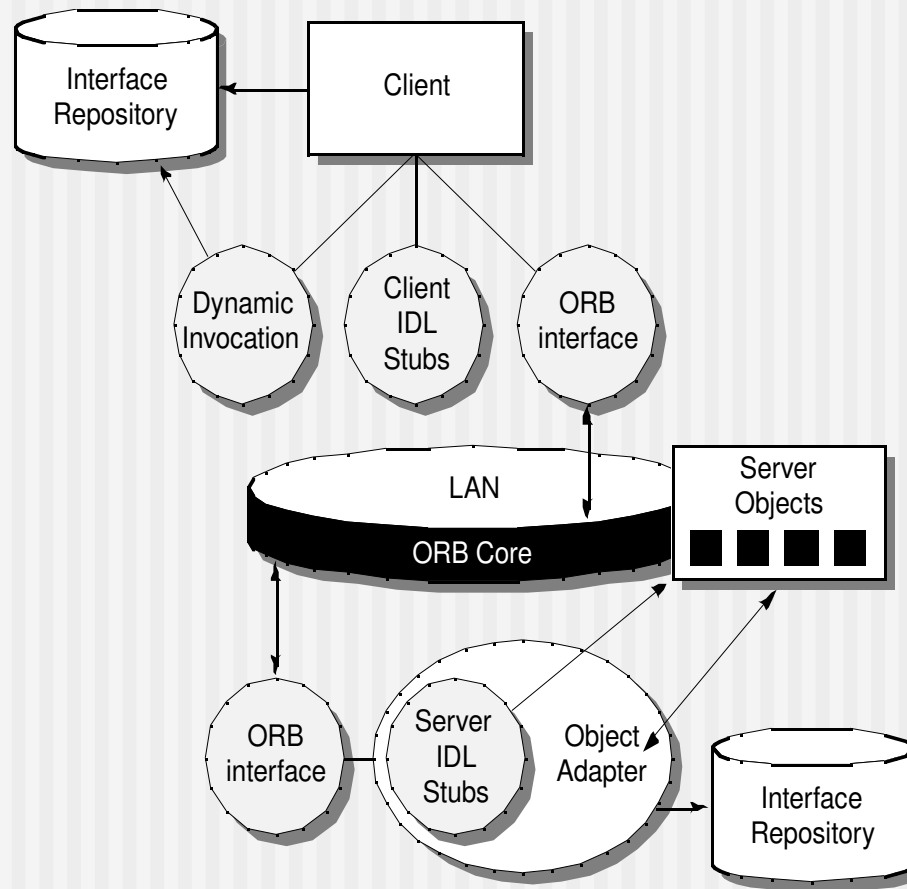 Interface
Repository
Client
Dynamic
Invocation
Client
IDL
Stubs
ORB
interface
LAN
ORB Core
Server
Objects
ORB
interface
Server
IDL
Stubs
Object
Adapter
Interface
Repository